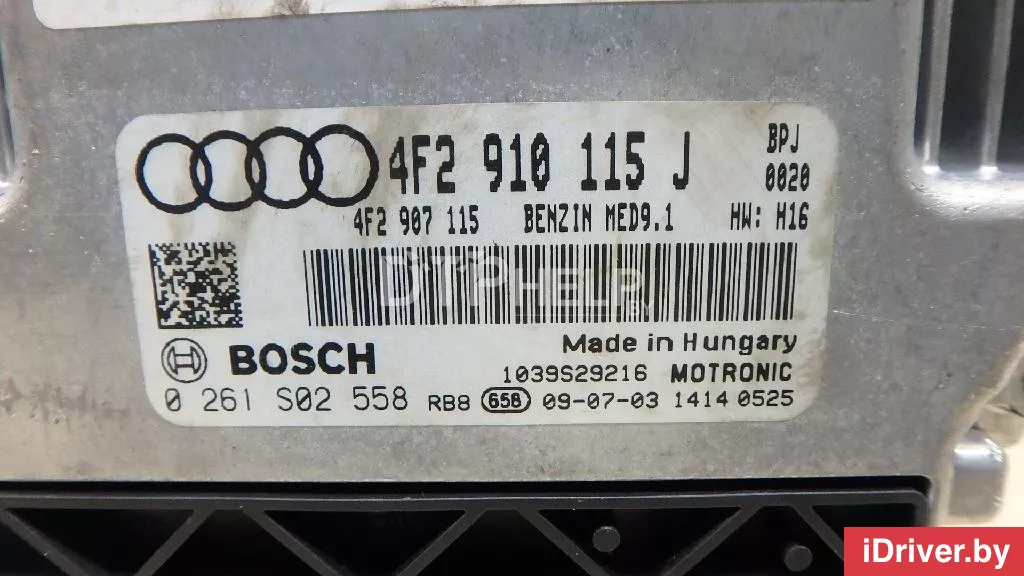 4F2 910 115 J
BPJ
0020
4F2 907 115 BENZIN MED9.1 HW: H16
DTPHELP.BY
BOSCH
Made in Hungary
1039S29216 MOTRONIC
0 261 S02 558 RB8 658 09-07-03 1414 0525
iDriver.by